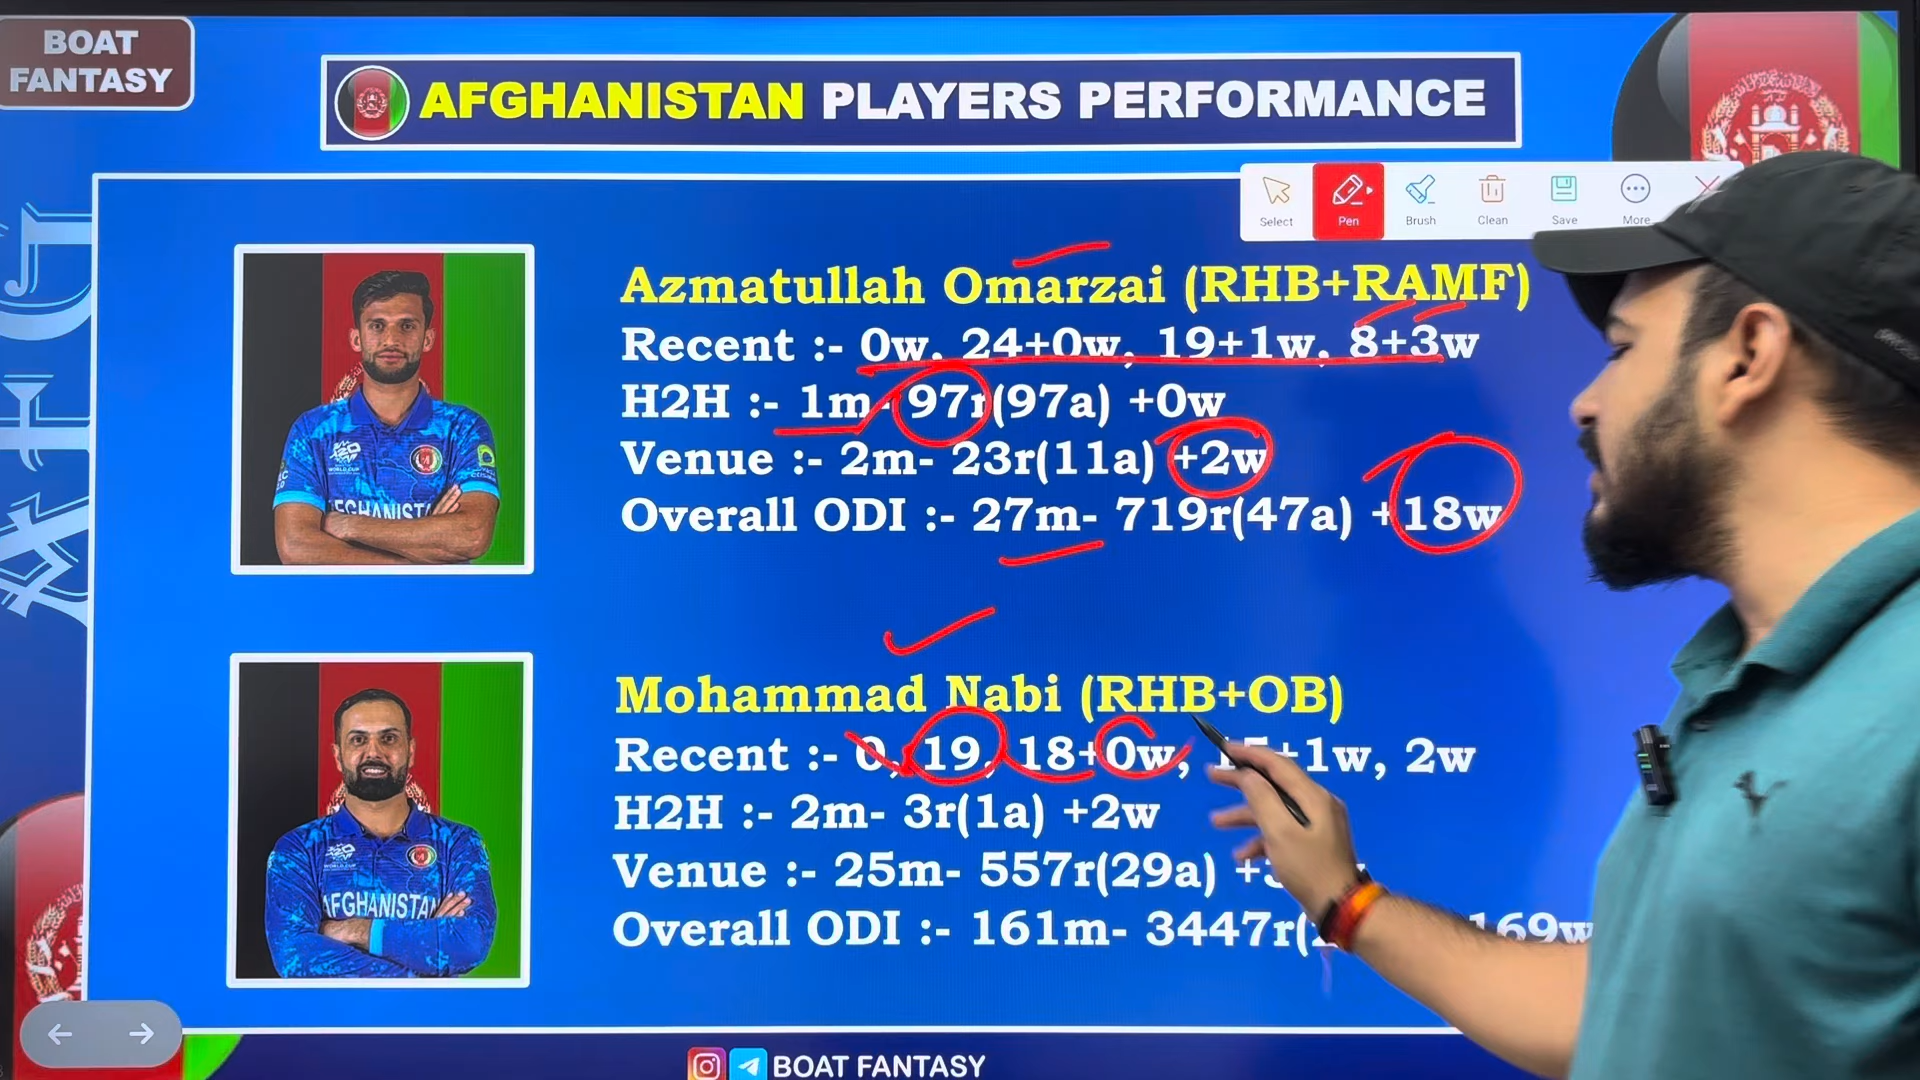 BOAT
FANTASY
AFGHANISTAN PLAYERS PERFORMANCE
Select Pen Brush Clean Save More
Azmatullah Omarzai (RHB+RAMF)
Recent :- 0w, 24+0w, 19+1w, 8+3w
H2H :- 1m- 97r(97a) +0w
Venue :- 2m- 23r(11a) +2w
Overall ODI :- 27m- 719r(47a) +18w
Mohammad Nabi (RHB+OB)
Recent :- 0, 19, 18+0w, 15+1w, 2w
H2H :- 2m- 3r(1a) +2w
Venue :- 25m- 557r(29a)
Overall ODI :- 161m- 3447r( 169w
AFGHANISTAN
BOAT FANTASY